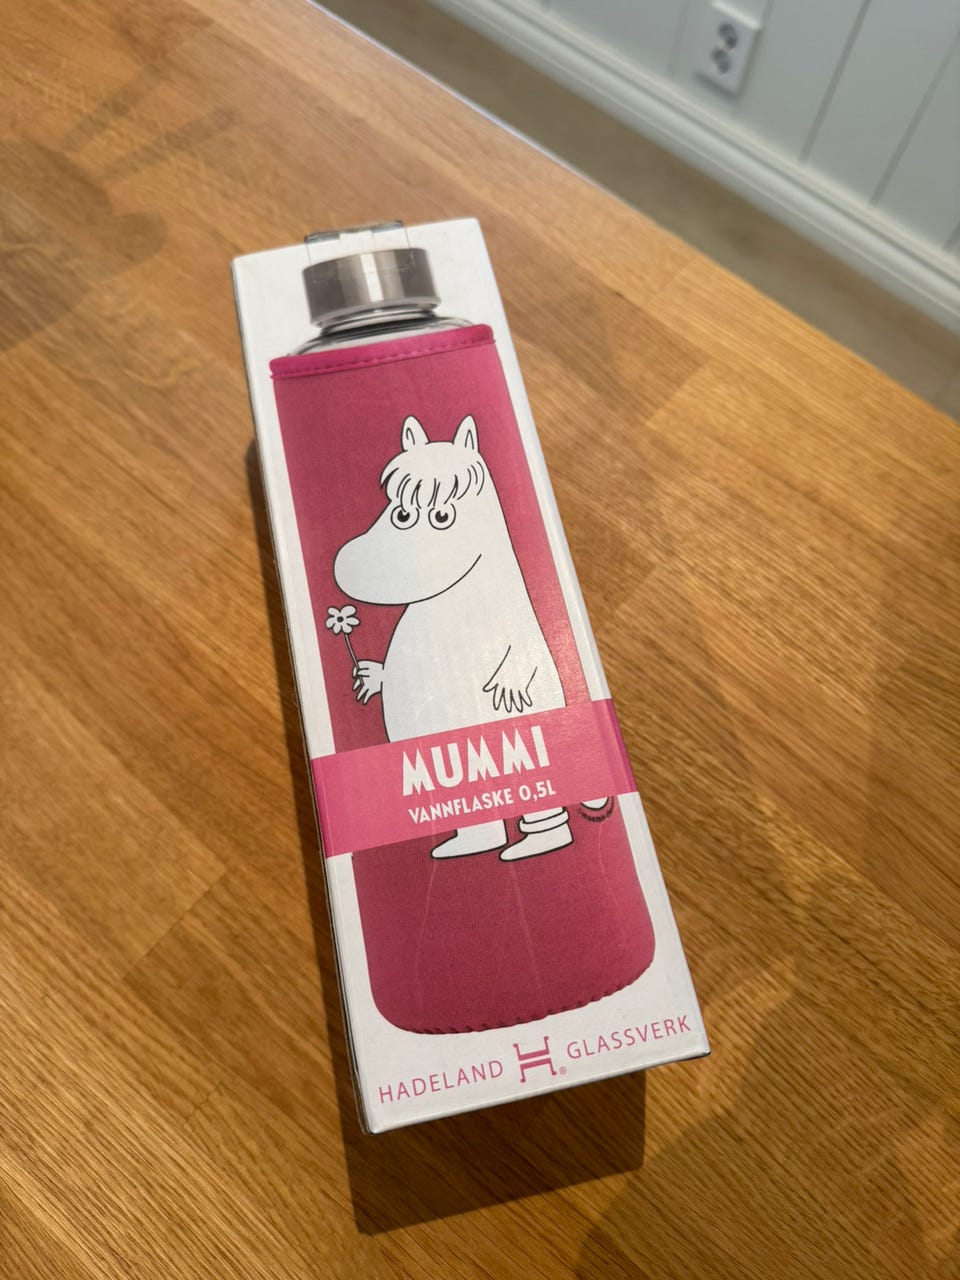 MUMMI
VANNFLASKE 0,5L
HADELAND H® GLASSVERK